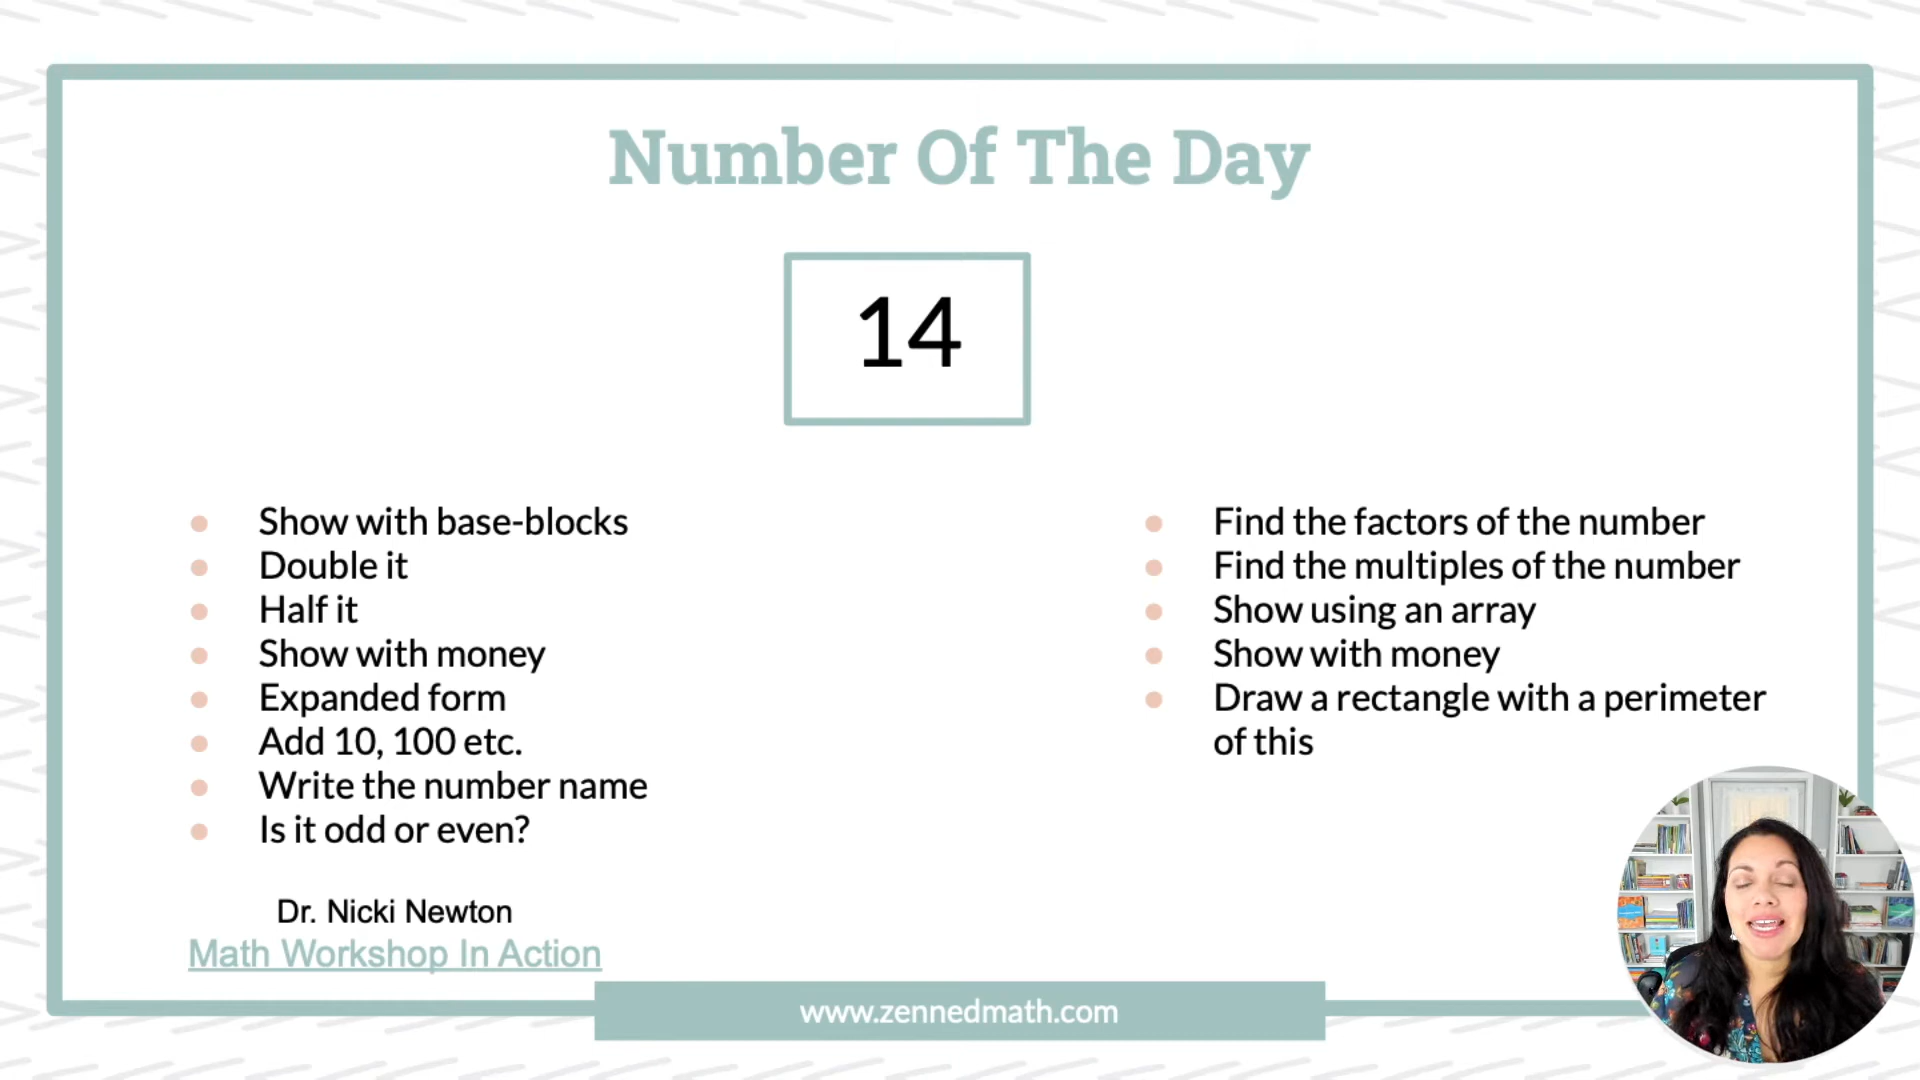 Number Of The Day
14
Show with base-blocks
Double it
Half it
Show with money
Expanded form
Add 10, 100 etc.
Write the number name
Is it odd or even?
Dr. Nicki Newton
Math Workshop In Action
Find the factors of the number
Find the multiples of the number
Show using an array
Show with money
Draw a rectangle with a perimeter
of this
www.zennedmath.com